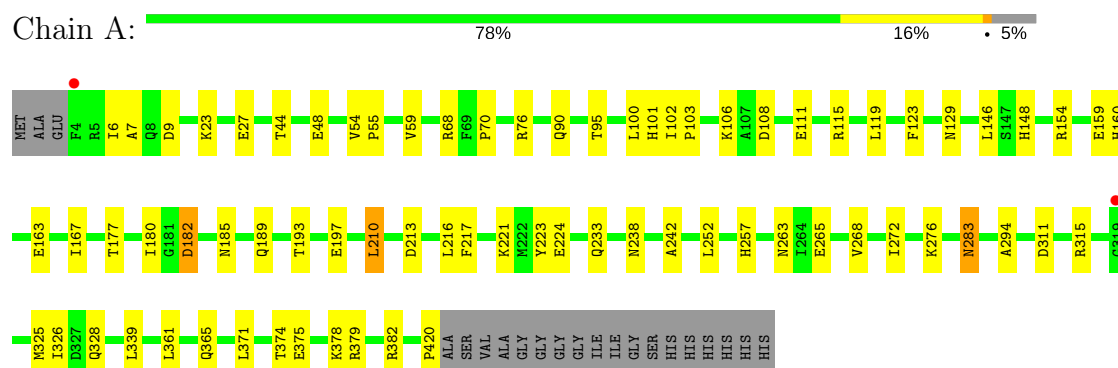 Chain A:
78% 16% • 5%
MET ALA GLU F4 R5 I6 A7 Q8 D9 K23 E27 T44 E48 V54 P55 V59 R68 F69 P70 R76 Q90 T95 L100 H101 I102 P103 K106 A107 D108 E111 R115 L119 F123 N129 L146 S147 H148 R154 E159 H160
E163 I167 T177 I180 G181 D182 N185 Q189 T193 E197 L210 D213 L216 F217 K221 M222 Y223 E224 Q233 N238 A242 L252 H257 N263 I264 E265 V268 I272 K276 N283 A294 D311 R315 G319
M325 I326 D327 Q328 L339 L361 Q365 L371 T374 E375 K378 R379 R382 P420 ALA SER VAL ALA GLY GLY GLY GLY ILE ILE GLY SER HIS HIS HIS HIS HIS HIS